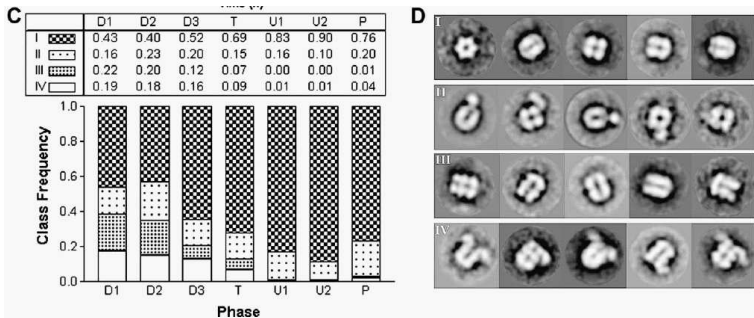 C
D1 D2 D3 T U1 U2 P
I 0.43 0.40 0.52 0.69 0.83 0.90 0.76
II 0.16 0.23 0.20 0.15 0.16 0.10 0.20
III 0.22 0.20 0.12 0.07 0.00 0.00 0.01
IV 0.19 0.18 0.16 0.09 0.01 0.01 0.04
Class Frequency
1.0
0.8
0.6
0.4
0.2
0.0
D1 D2 D3 T U1 U2 P
Phase
D
I
II
III
IV